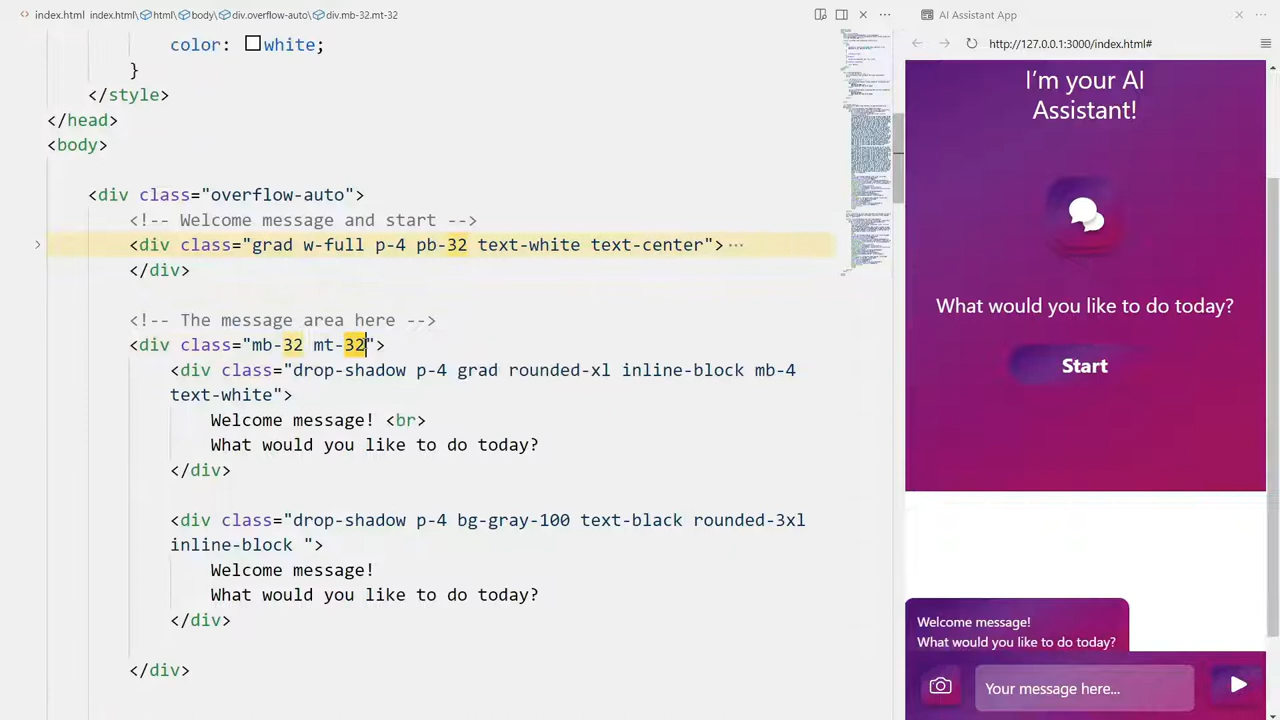 index.html index.html\ html\ body\ div.overflow-auto\ div.mb-32.mt-32
color: white;
}
</style>
</head>
<body>
<div class="overflow-auto">
<!-- Welcome message and start -->
<div class="grad w-full p-4 pb-32 text-white text-center">
</div>
<!-- The message area here -->
<div class="mb-32 mt-32">
<div class="drop-shadow p-4 grad rounded-xl inline-block mb-4
text-white">
Welcome message! <br>
What would you like to do today?
</div>
<div class="drop-shadow p-4 bg-gray-100 text-black rounded-3xl
inline-block ">
Welcome message!
What would you like to do today?
</div>
</div>
AI Assistant App
http://127.0.0.1:3000/index.html#
I'm your AI
Assistant!
What would you like to do today?
Start
Welcome message!
What would you like to do today?
Your message here...